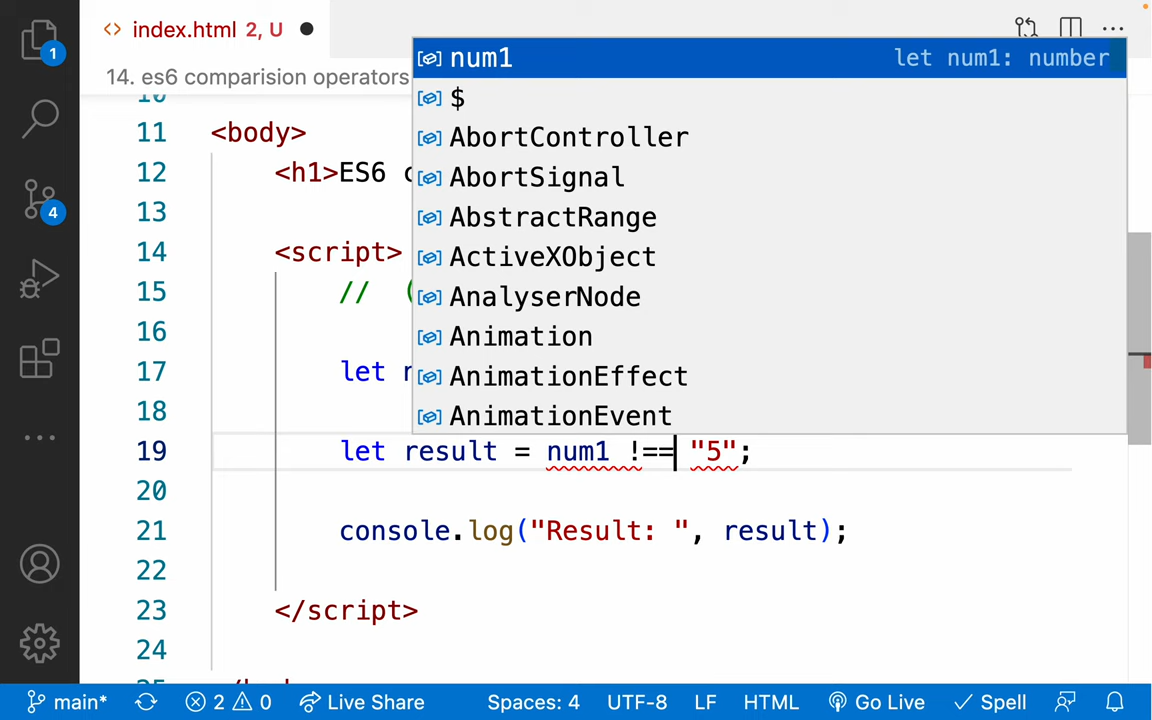 index.html 2, U
14. es6 comparision operators
num1 let num1: number
$
AbortController
AbortSignal
AbstractRange
ActiveXObject
AnalyserNode
Animation
AnimationEffect
AnimationEvent
1
4
10
11 <body>
12 <h1>ES6 c
13
14 <script>
15 // (
16
17 let n
18
19 let result = num1 !== "5";
20
21 console.log("Result: ", result);
22
23 </script>
24
main* 2 0 Live Share Spaces: 4 UTF-8 LF HTML Go Live Spell